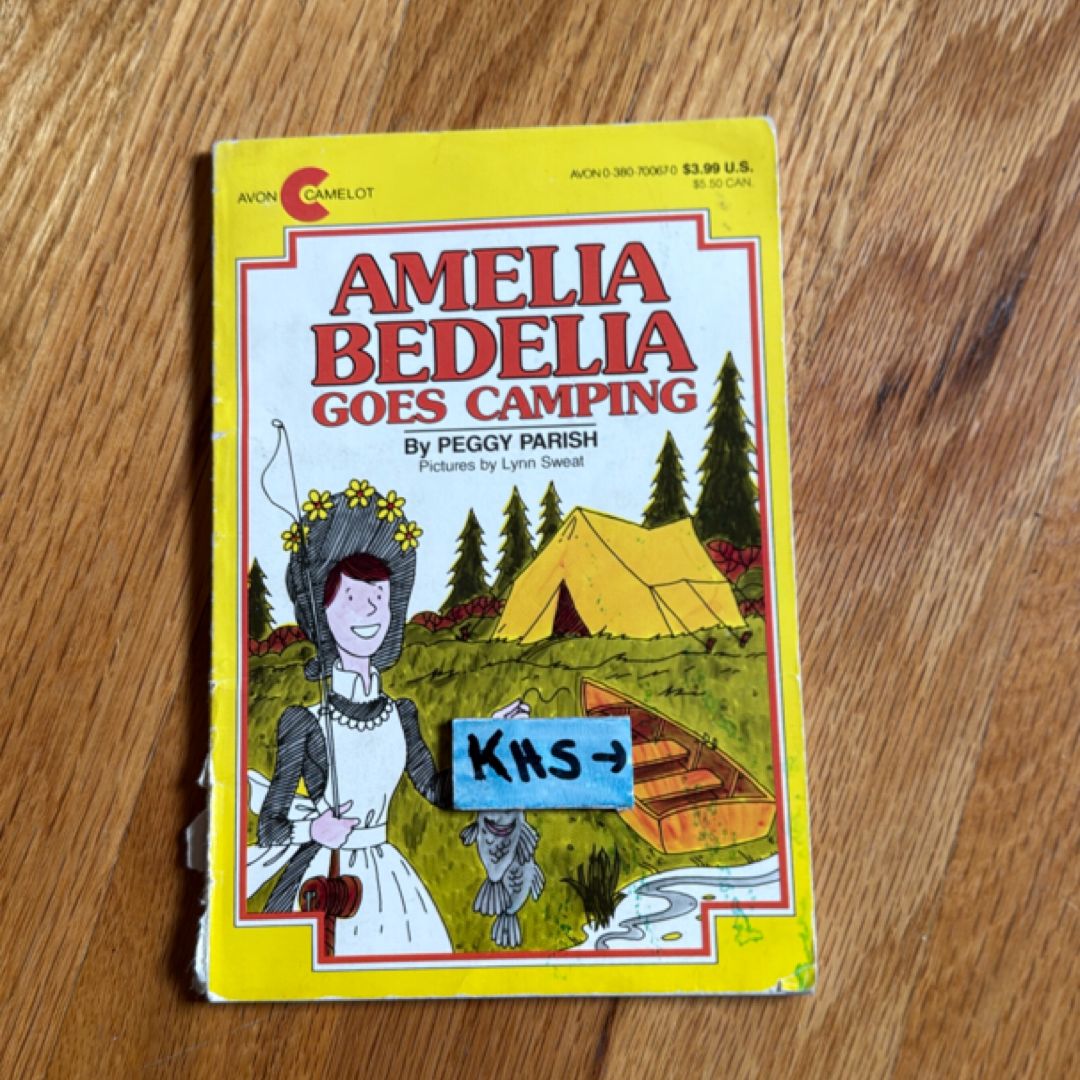 AVON CAMELOT
AVON 0-380-70067-0 $3.99 U.S.
$5.50 CAN.
AMELIA
BEDELIA
GOES CAMPING
By PEGGY PARISH
Pictures by Lynn Sweat
KHS→